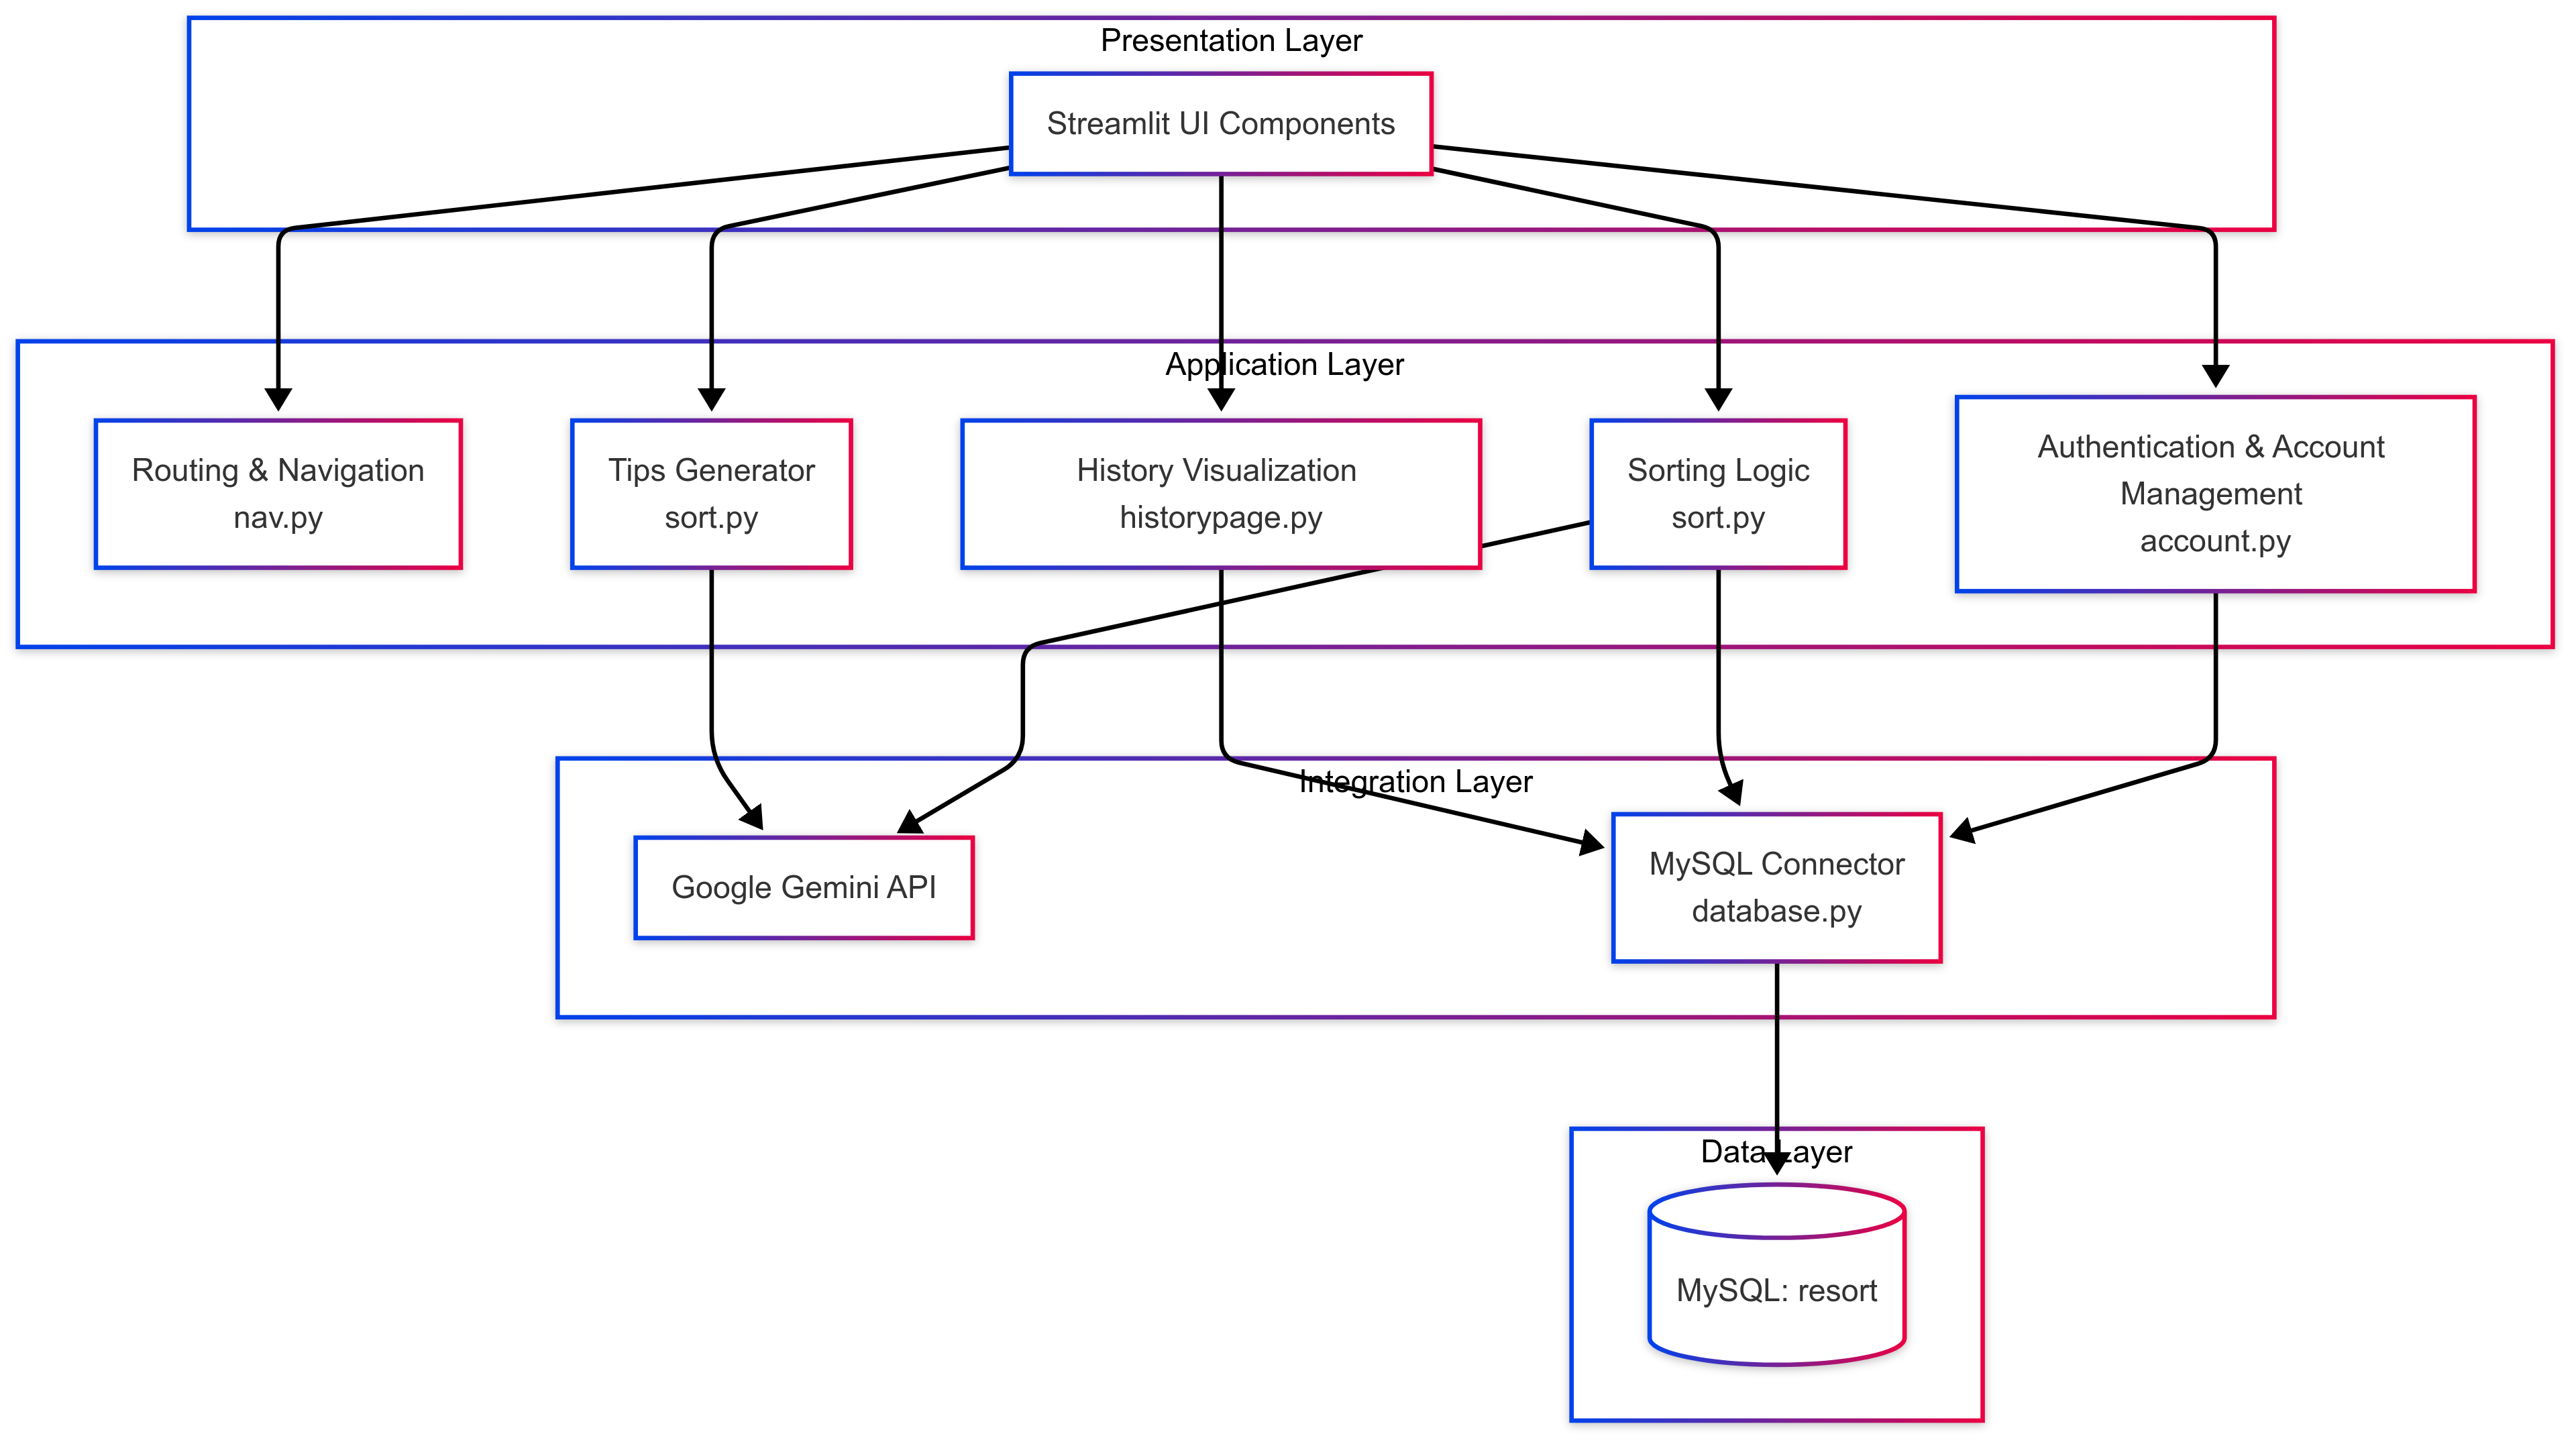 Presentation Layer
Streamlit UI Components
Application Layer
Routing & Navigation
nav.py
Tips Generator
sort.py
History Visualization
historypage.py
Sorting Logic
sort.py
Authentication & Account
Management
account.py
Integration Layer
Google Gemini API
MySQL Connector
database.py
Data Layer
MySQL: resort